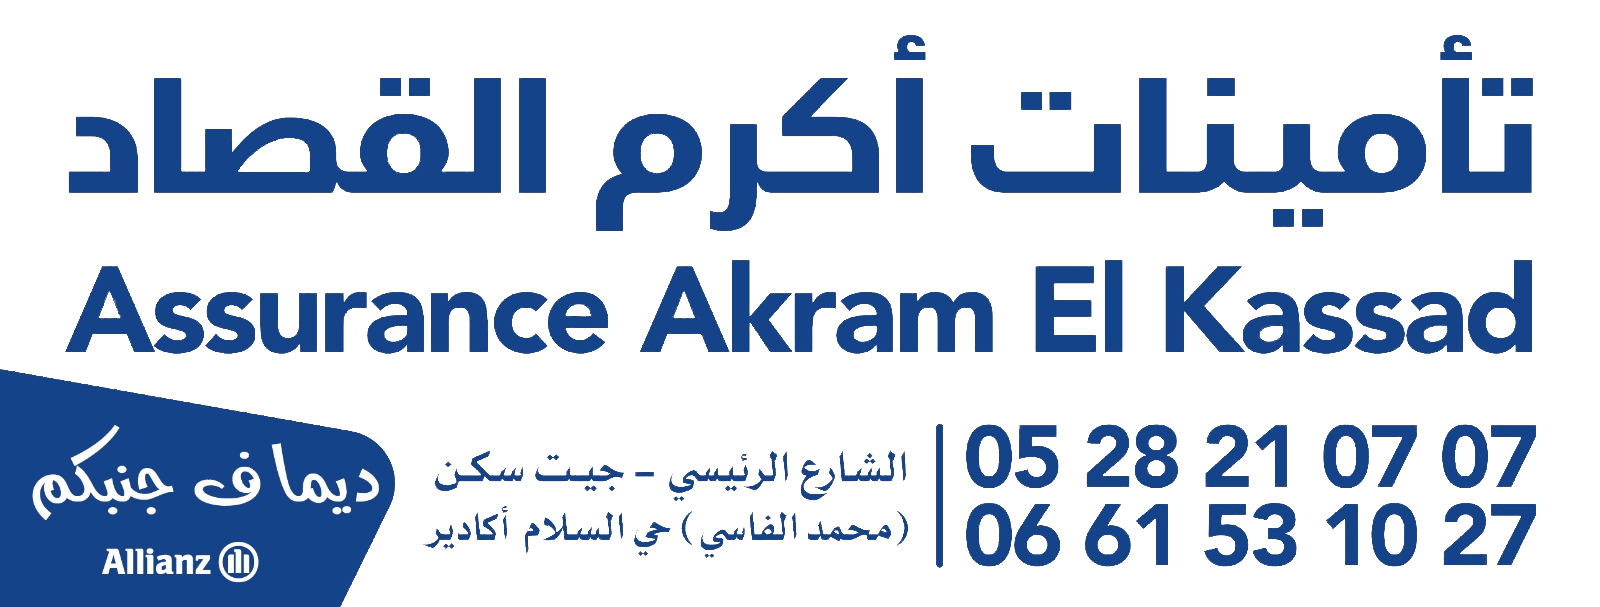 تأمينات أكرم القصاد
Assurance Akram El Kassad
05 28 21 07 07
06 61 53 10 27
الشارع الرئيسي - جيت سكن
(محمد الفاسي) حي السلام أكادير
ديما ف جنبكم
Allianz